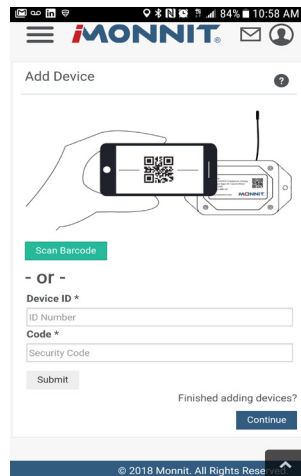 84% 10:58 AM
MONNIT®
Add Device
?
MONNIT
Scan Barcode
- or -
Device ID *
ID Number
Code *
Security Code
Submit
Finished adding devices?
Continue
© 2018 Monnit. All Rights Reserved.